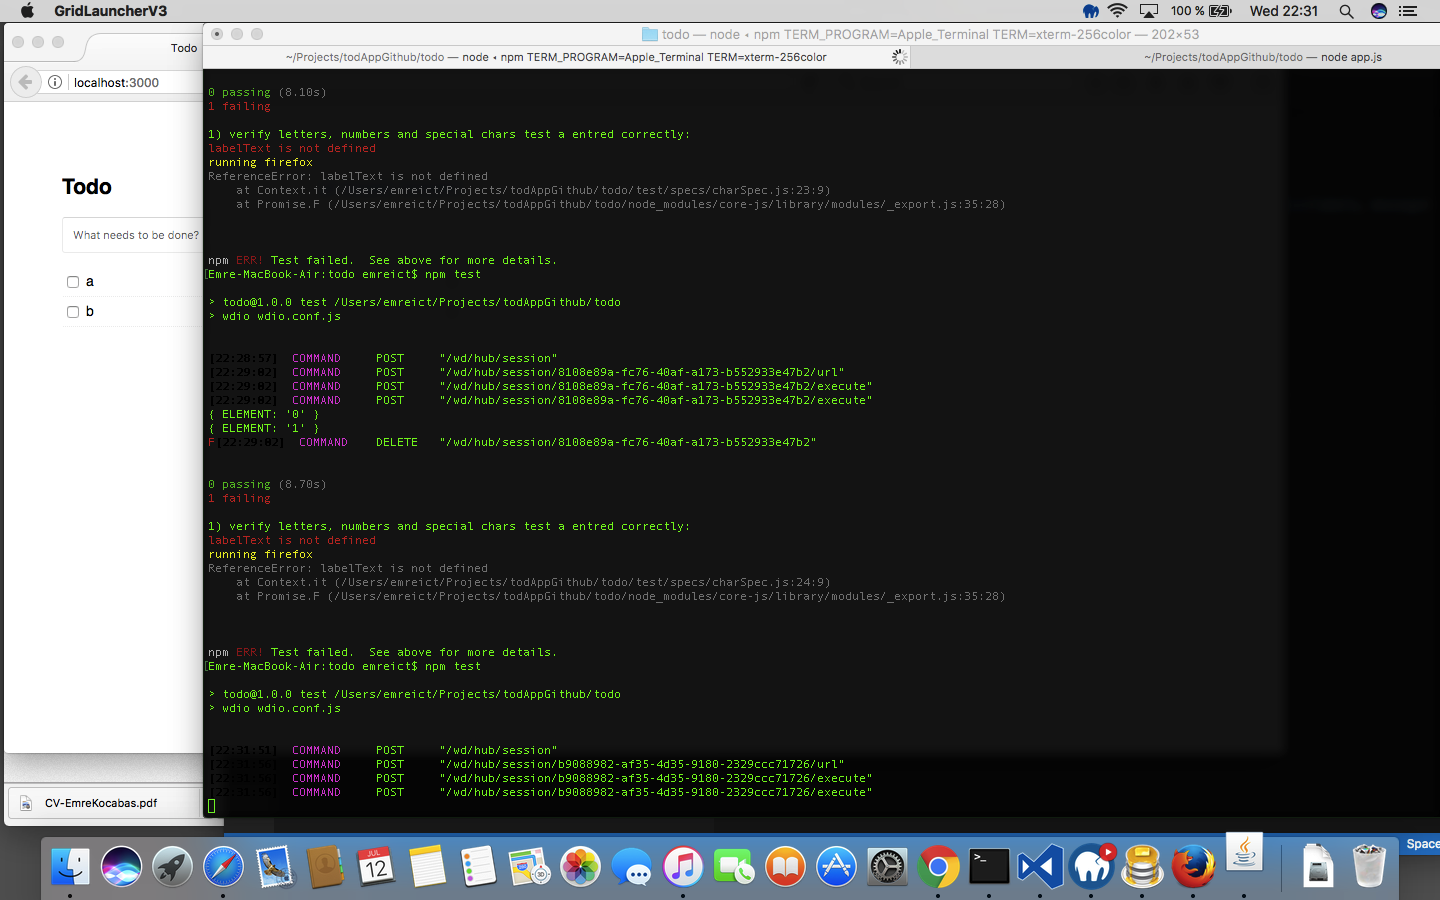 GridLauncherV3
100 %
Wed 22:31
todo — node ◂ npm TERM_PROGRAM=Apple_Terminal TERM=xterm-256color — 202×53
~/Projects/todAppGithub/todo — node ◂ npm TERM_PROGRAM=Apple_Terminal TERM=xterm-256color
~/Projects/todAppGithub/todo — node app.js
Todo
localhost:3000
Todo
What needs to be done?
a
b
0 passing (8.10s)
1 failing
1) verify letters, numbers and special chars test a entred correctly:
labelText is not defined
running firefox
ReferenceError: labelText is not defined
at Context.it (/Users/emreict/Projects/todAppGithub/todo/test/specs/charSpec.js:23:9)
at Promise.F (/Users/emreict/Projects/todAppGithub/todo/node_modules/core-js/library/modules/_export.js:35:28)
npm ERR! Test failed.  See above for more details.
[Emre-MacBook-Air:todo emreict$ npm test
> todo@1.0.0 test /Users/emreict/Projects/todAppGithub/todo
> wdio wdio.conf.js
[22:28:57]  COMMAND     POST     "/wd/hub/session"
[22:29:02]  COMMAND     POST     "/wd/hub/session/8108e89a-fc76-40af-a173-b552933e47b2/url"
[22:29:02]  COMMAND     POST     "/wd/hub/session/8108e89a-fc76-40af-a173-b552933e47b2/execute"
[22:29:02]  COMMAND     POST     "/wd/hub/session/8108e89a-fc76-40af-a173-b552933e47b2/execute"
{ ELEMENT: '0' }
{ ELEMENT: '1' }
F[22:29:02]  COMMAND    DELETE   "/wd/hub/session/8108e89a-fc76-40af-a173-b552933e47b2"
0 passing (8.70s)
1 failing
1) verify letters, numbers and special chars test a entred correctly:
labelText is not defined
running firefox
ReferenceError: labelText is not defined
at Context.it (/Users/emreict/Projects/todAppGithub/todo/test/specs/charSpec.js:24:9)
at Promise.F (/Users/emreict/Projects/todAppGithub/todo/node_modules/core-js/library/modules/_export.js:35:28)
npm ERR! Test failed.  See above for more details.
[Emre-MacBook-Air:todo emreict$ npm test
> todo@1.0.0 test /Users/emreict/Projects/todAppGithub/todo
> wdio wdio.conf.js
[22:31:51]  COMMAND     POST     "/wd/hub/session"
[22:31:56]  COMMAND     POST     "/wd/hub/session/b9088982-af35-4d35-9180-2329ccc71726/url"
[22:31:56]  COMMAND     POST     "/wd/hub/session/b9088982-af35-4d35-9180-2329ccc71726/execute"
[22:31:56]  COMMAND     POST     "/wd/hub/session/b9088982-af35-4d35-9180-2329ccc71726/execute"
CV-EmreKocabas.pdf
Space
JUL
12
3D
>_